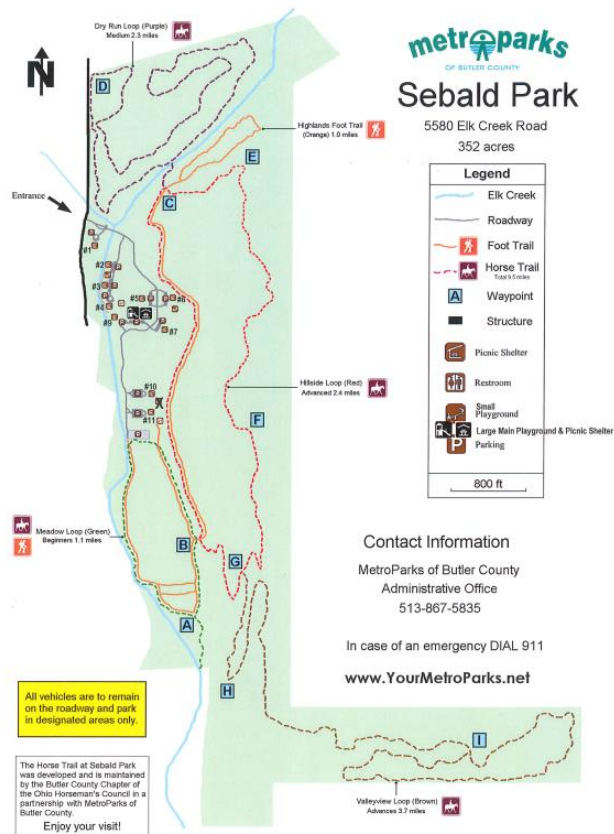 Dry Run Loop (Purple)
Medium 2.3 miles
N
D
metroparks
OF BUTLER COUNTY
Sebald Park
5580 Elk Creek Road
352 acres
Highlands Foot Trail
(Orange) 1.0 miles
E
C
Entrance
#1
#2
#3
#4
#5
#6
#7
#9
#10
#11
Legend
Elk Creek
Roadway
Foot Trail
Horse Trail
Total 9.5 miles
A
Waypoint
Structure
Picnic Shelter
Restroom
Small
Playground
Large Main Playground & Picnic Shelter
P
Parking
800 ft
Hillside Loop (Red)
Advanced 2.4 miles
F
Meadow Loop (Green)
Beginners 1.1 miles
B
G
A
H
I
Contact Information
MetroParks of Butler County
Administrative Office
513-867-5835
In case of an emergency DIAL 911
www.YourMetroParks.net
All vehicles are to remain
on the roadway and park
in designated areas only.
The Horse Trail at Sebald Park
was developed and is maintained
by the Butler County Chapter of
the Ohio Horseman's Council in a
partnership with MetroParks of
Butler County.
Enjoy your visit!
Valleyview Loop (Brown)
Advances 3.7 miles